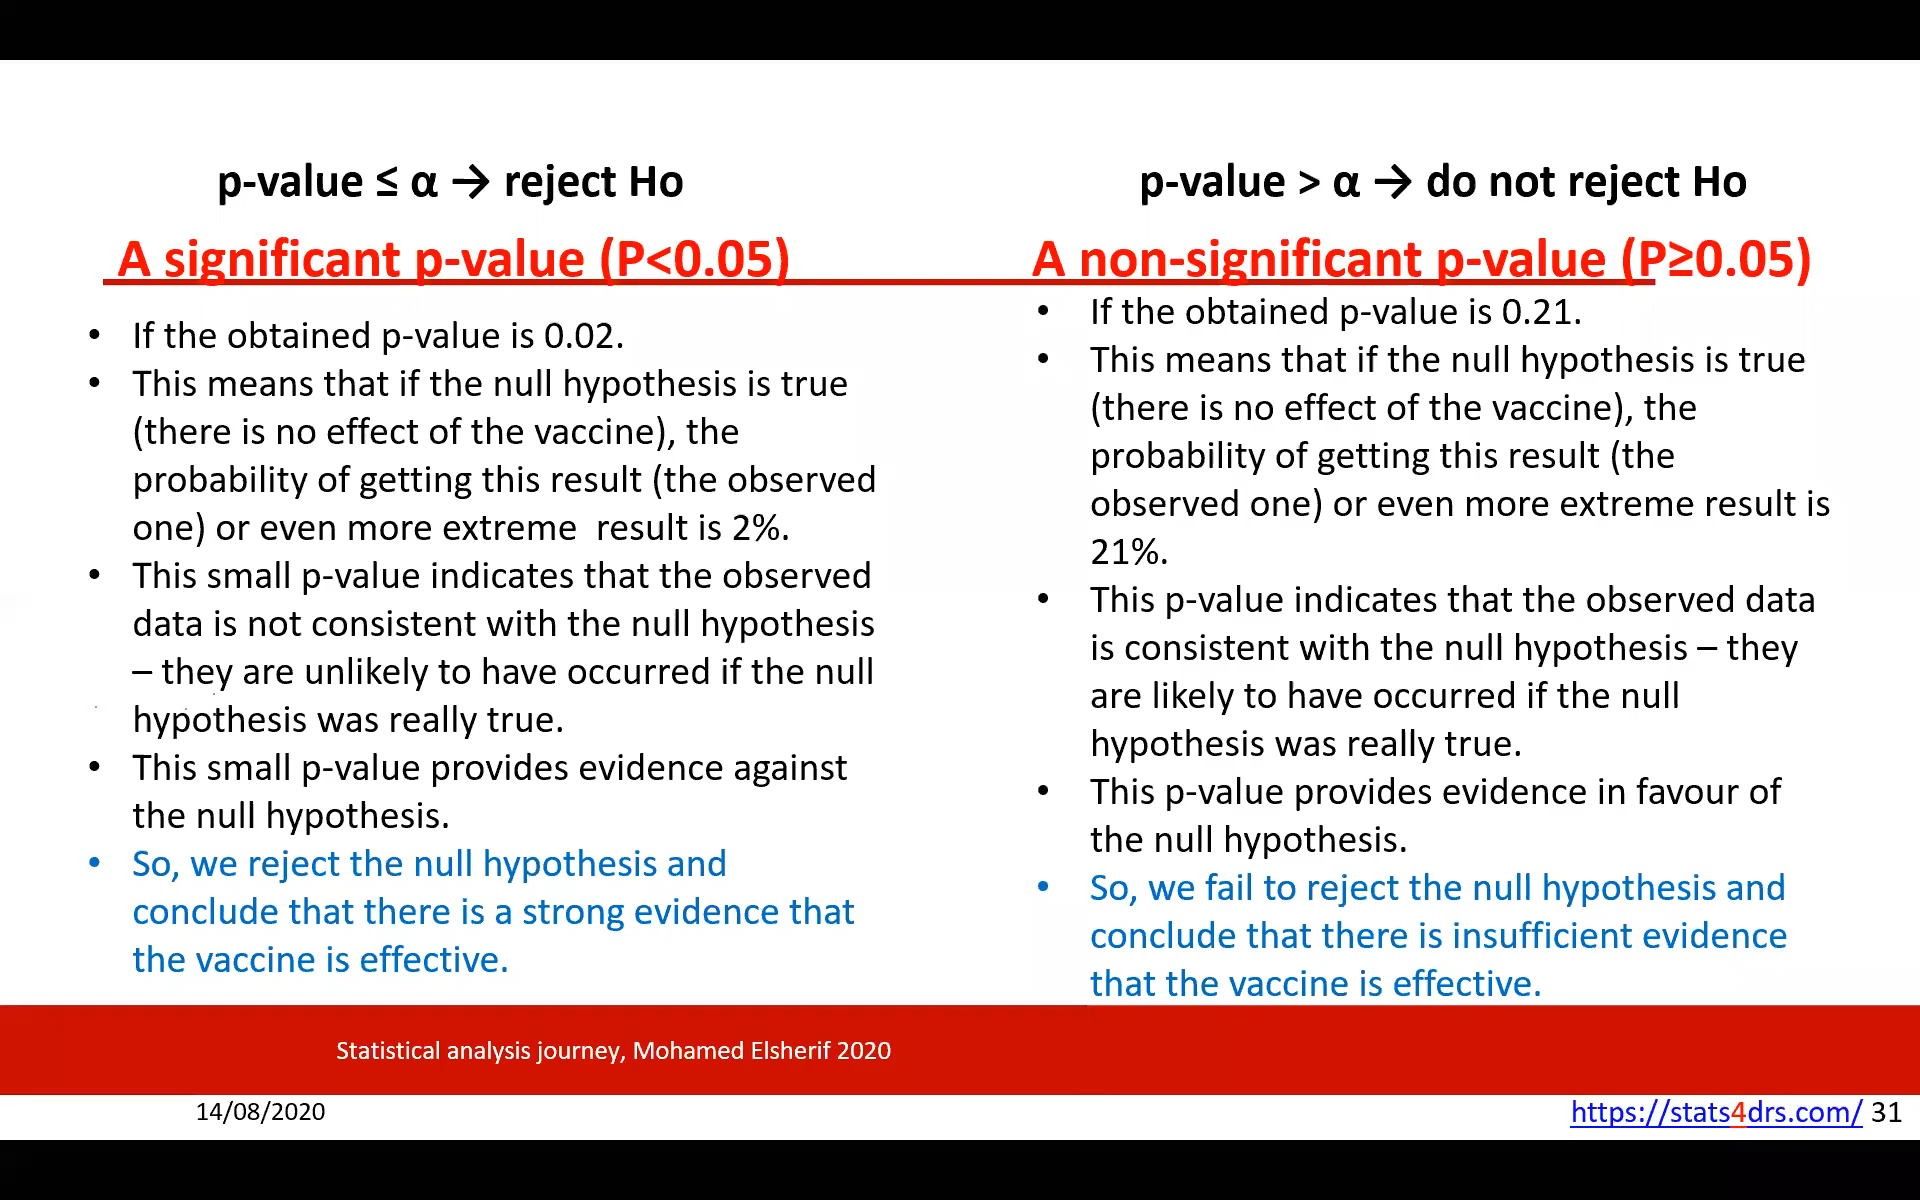 p-value ≤ α → reject Ho
A significant p-value (P<0.05)
• If the obtained p-value is 0.02.
• This means that if the null hypothesis is true
(there is no effect of the vaccine), the
probability of getting this result (the observed
one) or even more extreme  result is 2%.
• This small p-value indicates that the observed
data is not consistent with the null hypothesis
– they are unlikely to have occurred if the null
hypothesis was really true.
• This small p-value provides evidence against
the null hypothesis.
• So, we reject the null hypothesis and
conclude that there is a strong evidence that
the vaccine is effective.
p-value > α → do not reject Ho
A non-significant p-value (P≥0.05)
• If the obtained p-value is 0.21.
• This means that if the null hypothesis is true
(there is no effect of the vaccine), the
probability of getting this result (the
observed one) or even more extreme result is
21%.
• This p-value indicates that the observed data
is consistent with the null hypothesis – they
are likely to have occurred if the null
hypothesis was really true.
• This p-value provides evidence in favour of
the null hypothesis.
• So, we fail to reject the null hypothesis and
conclude that there is insufficient evidence
that the vaccine is effective.
Statistical analysis journey, Mohamed Elsherif 2020
14/08/2020
https://stats4drs.com/ 31